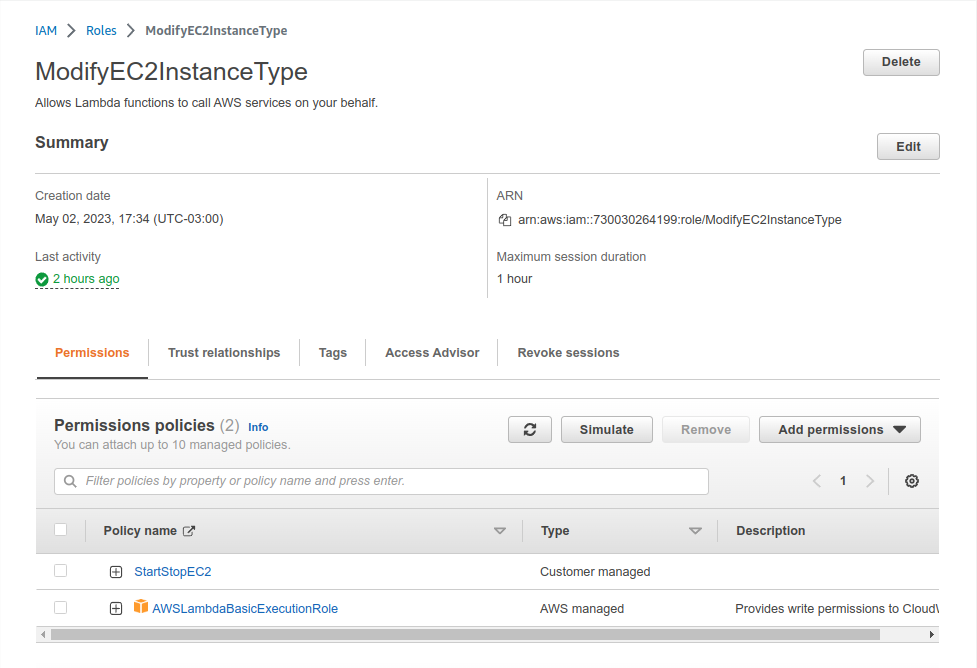 IAM > Roles > ModifyEC2InstanceType
ModifyEC2InstanceType
Delete
Allows Lambda functions to call AWS services on your behalf.
Summary
Edit
Creation date
May 02, 2023, 17:34 (UTC-03:00)
ARN
arn:aws:iam::730030264199:role/ModifyEC2InstanceType
Last activity
2 hours ago
Maximum session duration
1 hour
Permissions
Trust relationships
Tags
Access Advisor
Revoke sessions
Permissions policies (2) Info
You can attach up to 10 managed policies.
Simulate
Remove
Add permissions
Filter policies by property or policy name and press enter.
1
Policy name
Type
Description
StartStopEC2
Customer managed
AWSLambdaBasicExecutionRole
AWS managed
Provides write permissions to Cloud